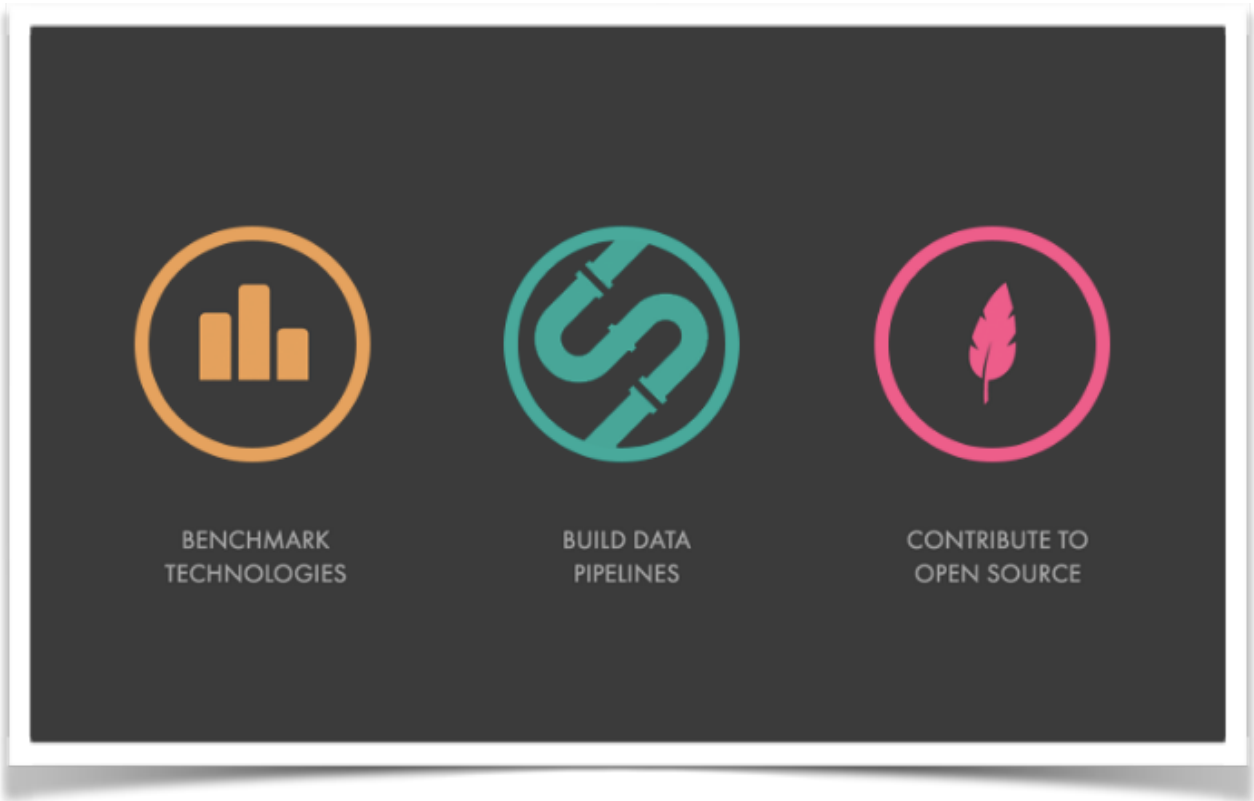 BENCHMARK
TECHNOLOGIES
BUILD DATA
PIPELINES
CONTRIBUTE TO
OPEN SOURCE